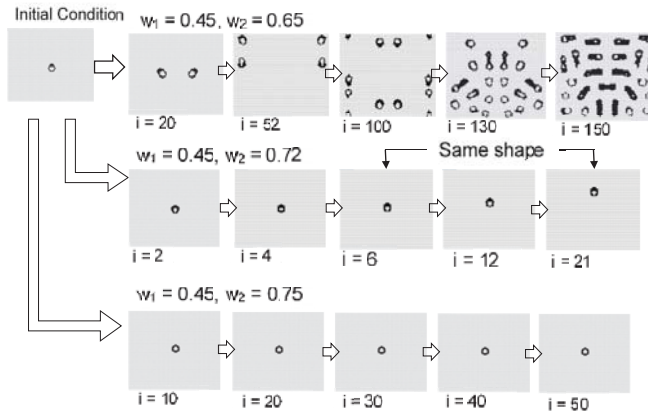 Initial Condition
w₁ = 0.45, w₂ = 0.65
i = 20
i = 52
i = 100
i = 130
i = 150
w₁ = 0.45, w₂ = 0.72
Same shape
i = 2
i = 4
i = 6
i = 12
i = 21
w₁ = 0.45, w₂ = 0.75
i = 10
i = 20
i = 30
i = 40
i = 50